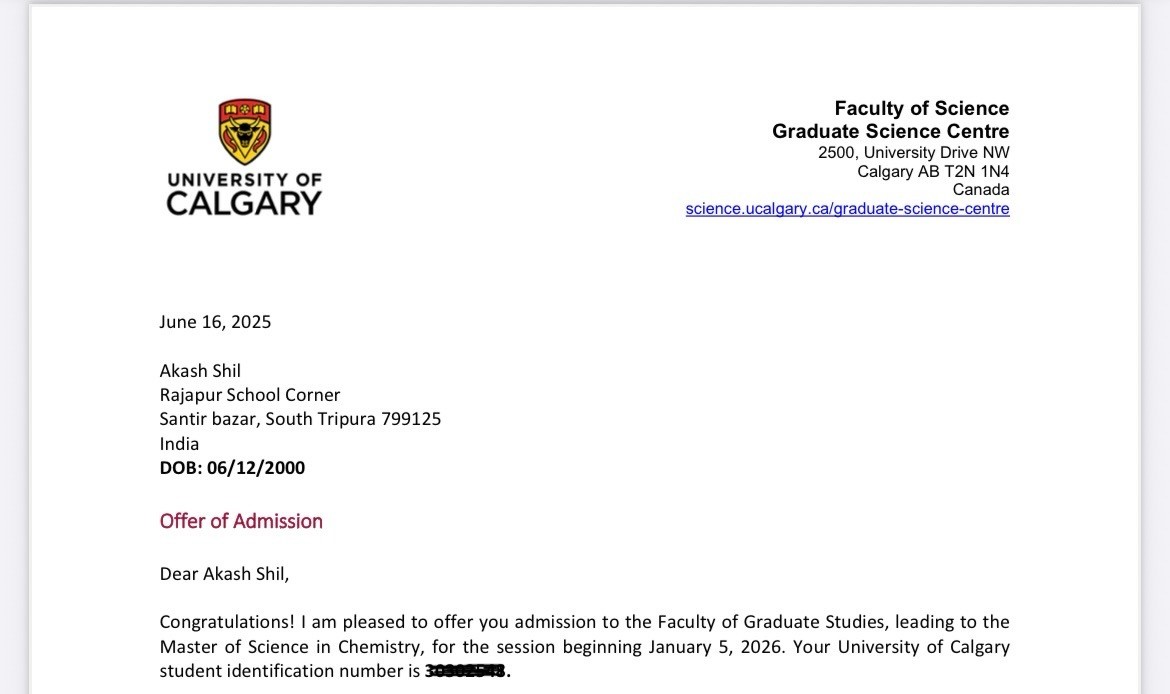 UNIVERSITY OF
CALGARY
Faculty of Science
Graduate Science Centre
2500, University Drive NW
Calgary AB T2N 1N4
Canada
science.ucalgary.ca/graduate-science-centre
June 16, 2025
Akash Shil
Rajapur School Corner
Santir bazar, South Tripura 799125
India
DOB: 06/12/2000
Offer of Admission
Dear Akash Shil,
Congratulations! I am pleased to offer you admission to the Faculty of Graduate Studies, leading to the
Master of Science in Chemistry, for the session beginning January 5, 2026. Your University of Calgary
student identification number is